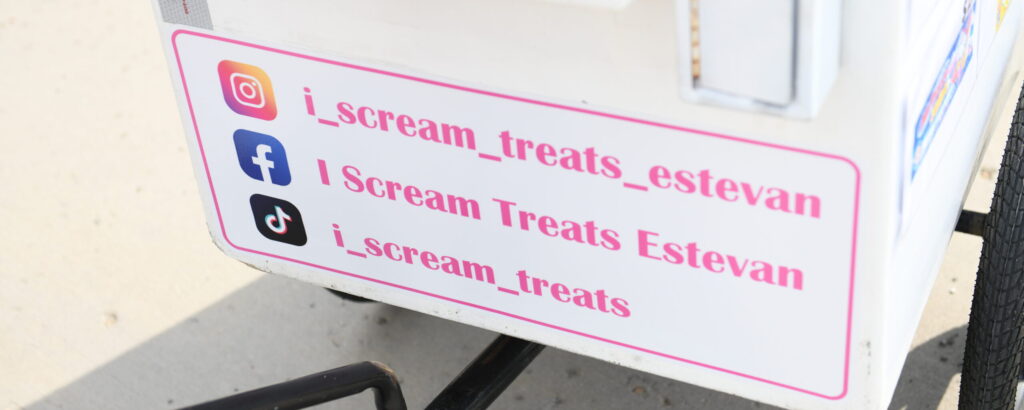 i_scream_treats_estevan
I Scream Treats Estevan
i_scream_treats